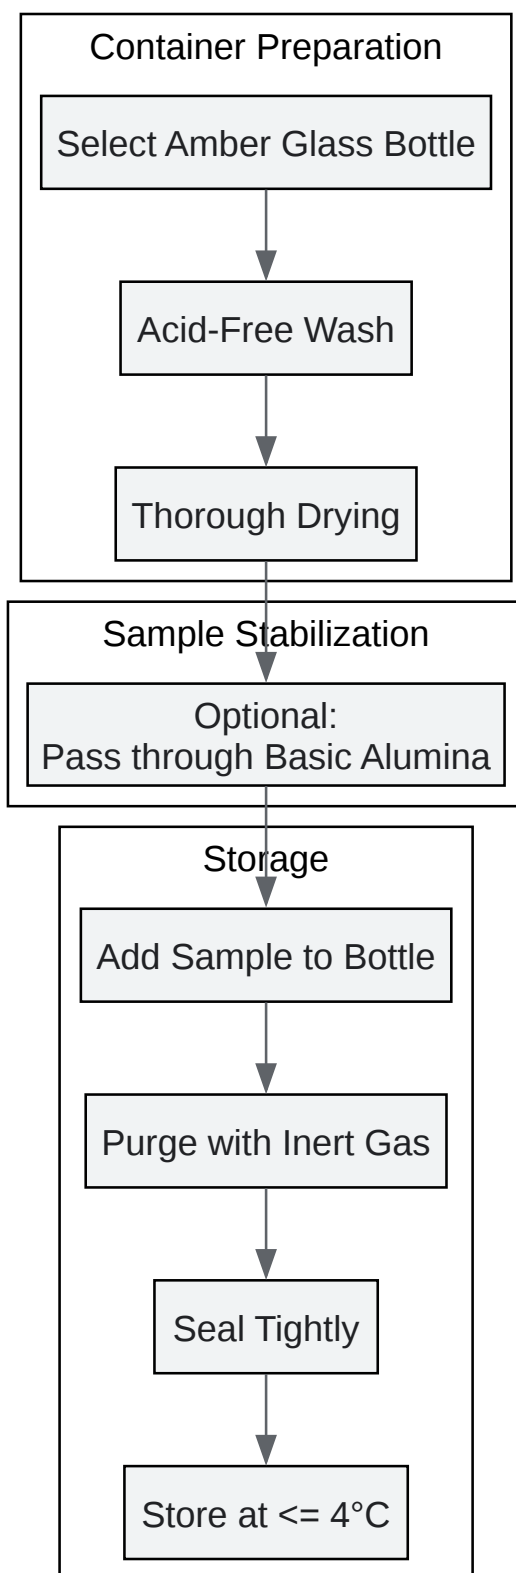 Container Preparation
Select Amber Glass Bottle
Acid-Free Wash
Thorough Drying
Sample Stabilization
Optional:
Pass through Basic Alumina
Storage
Add Sample to Bottle
Purge with Inert Gas
Seal Tightly
Store at <= 4°C